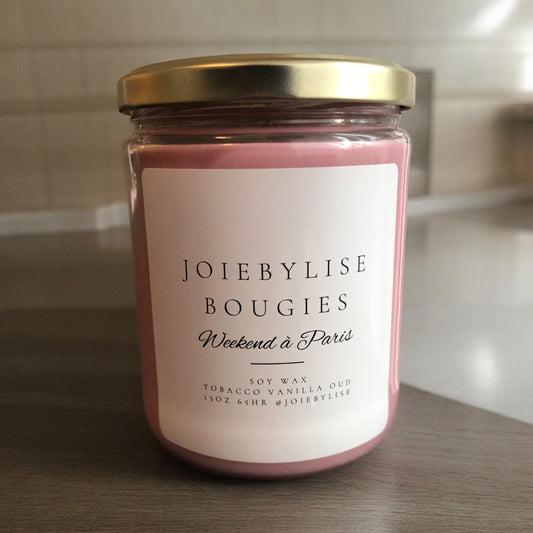 JOIEBYLISE
BOUGIES
Weekend à Paris
SOY WAX
TOBACCO VANILLA OUD
13OZ 65HR @JOIEBYLISE